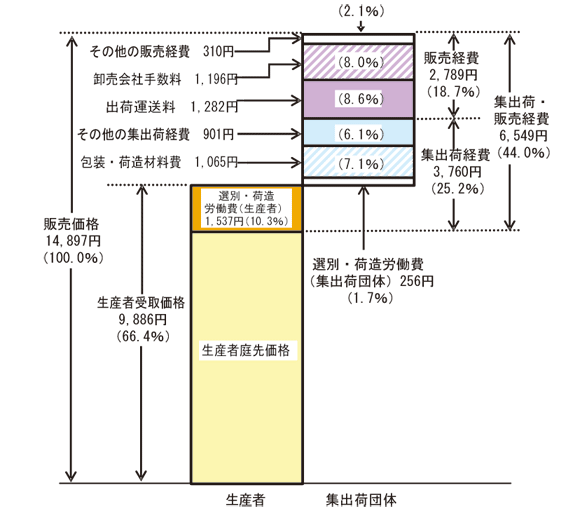 (2.1%)
その他の販売経費 310円
卸売会社手数料 1,196円
(8.0%)
出荷運送料 1,282円
(8.6%)
その他の集出荷経費 901円
(6.1%)
包装・荷造材料費 1,065円
(7.1%)
販売経費
2,789円
(18.7%)
集出荷経費
3,760円
(25.2%)
集出荷・
販売経費
6,549円
(44.0%)
選別・荷造
労働費(生産者)
1,537円(10.3%)
選別・荷造労働費
(集出荷団体) 256円
(1.7%)
販売価格
14,897円
(100.0%)
生産者受取価格
9,886円
(66.4%)
生産者庭先価格
生産者
集出荷団体